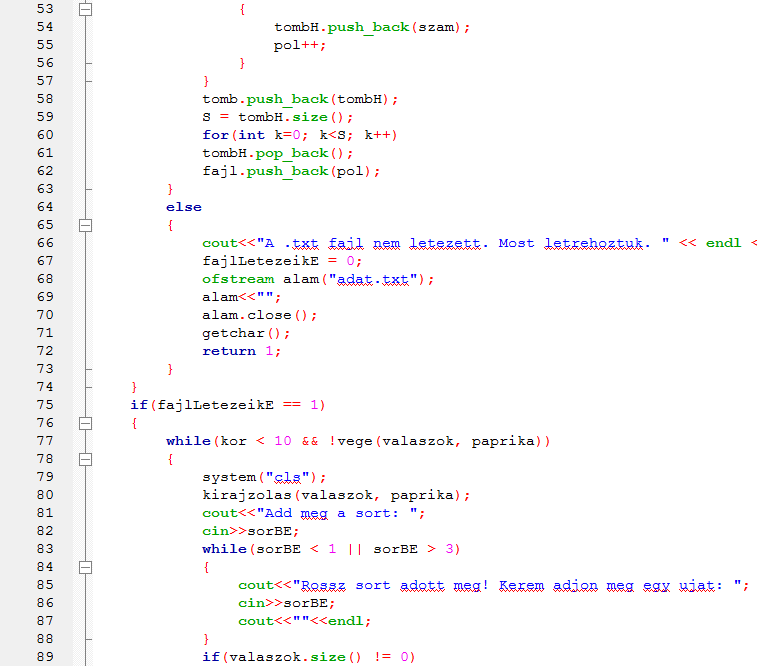 53 {
54 tombH.push_back(szam);
55 pol++;
56 }
57 }
58 tomb.push_back(tombH);
59 S = tombH.size();
60 for(int k=0; k<S; k++)
61 tombH.pop_back();
62 fajl.push_back(pol);
63 }
64 else
65 {
66 cout<<"A .txt fajl nem letezett. Most letrehoztuk. " << endl <
67 fajlLetezeikE = 0;
68 ofstream alam("adat.txt");
69 alam<<"";
70 alam.close();
71 getchar();
72 return 1;
73 }
74 }
75 if(fajlLetezeikE == 1)
76 {
77 while(kor < 10 && !vege(valaszok, paprika))
78 {
79 system("cls");
80 kirajzolas(valaszok, paprika);
81 cout<<"Add meg a sort: ";
82 cin>>sorBE;
83 while(sorBE < 1 || sorBE > 3)
84 {
85 cout<<"Rossz sort adott meg! Kerem adjon meg egy ujat: ";
86 cin>>sorBE;
87 cout<<""<<endl;
88 }
89 if(valaszok.size() != 0)